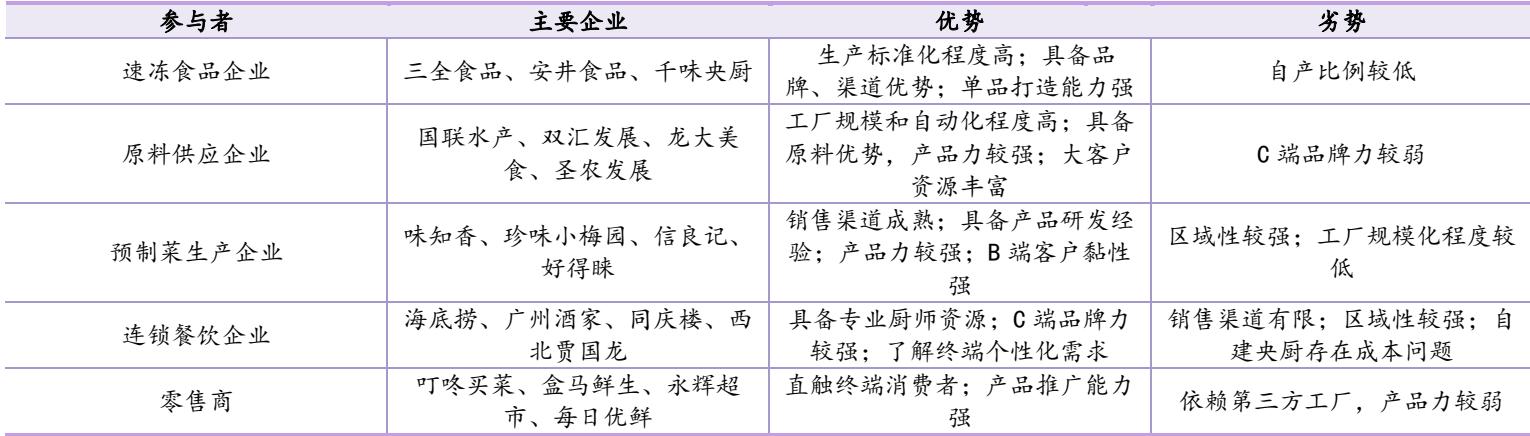 参与者 主要企业 优势 劣势
速冻食品企业
三全食品、安井食品、千味央厨
生产标准化程度高；具备品
牌、渠道优势；单品打造能力强
自产比例较低
原料供应企业
国联水产、双汇发展、龙大美
食、圣农发展
工厂规模和自动化程度高；具备
原料优势，产品力较强；大客户
资源丰富
C端品牌力较弱
预制菜生产企业
味知香、珍味小梅园、信良记、
好得睐
销售渠道成熟；具备产品研发经
验；产品力较强；B端客户黏性
强
区域性较强；工厂规模化程度较
低
连锁餐饮企业
海底捞、广州酒家、同庆楼、西
北贾国龙
具备专业厨师资源；C端品牌力
较强；了解终端个性化需求
销售渠道有限；区域性较强；自
建央厨存在成本问题
零售商
叮咚买菜、盒马鲜生、永辉超
市、每日优鲜
直触终端消费者；产品推广能力
强
依赖第三方工厂，产品力较弱